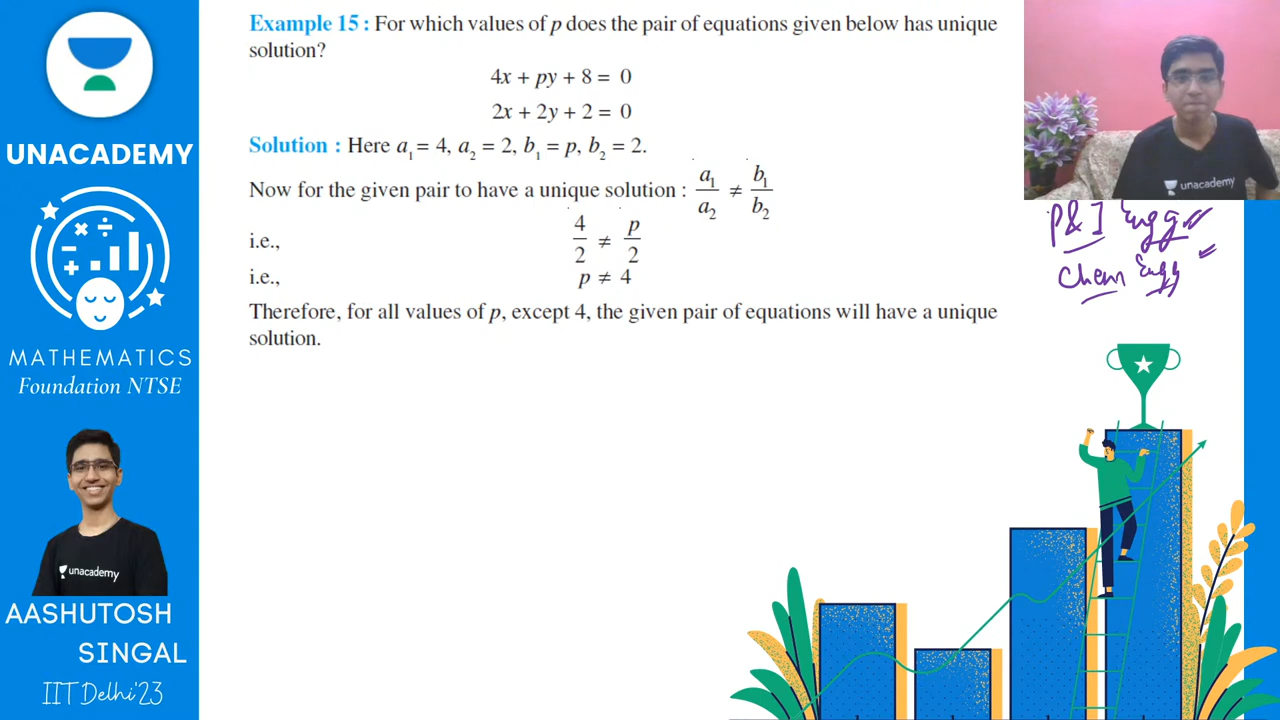 UNACADEMY
MATHEMATICS
Foundation NTSE
unacademy
AASHUTOSH
SINGAL
IIT Delhi'23
Example 15 : For which values of p does the pair of equations given below has unique
solution?
4x + py + 8 = 0
2x + 2y + 2 = 0
Solution : Here a₁ = 4, a₂ = 2, b₁ = p, b₂ = 2.
Now for the given pair to have a unique solution : a₁/a₂ ≠ b₁/b₂
i.e., 4/2 ≠ p/2
i.e., p ≠ 4
Therefore, for all values of p, except 4, the given pair of equations will have a unique
solution.
unacademy
P& I Engg
Chem Engg